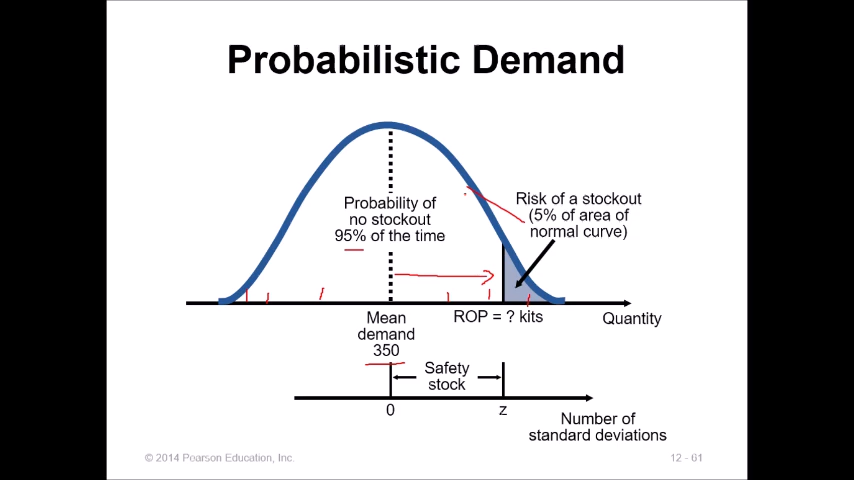 Probabilistic Demand
Probability of
no stockout
95% of the time
Risk of a stockout
(5% of area of
normal curve)
Mean
demand
350
ROP = ? kits
Quantity
Safety
stock
0
z
Number of
standard deviations
© 2014 Pearson Education, Inc.
12 - 61